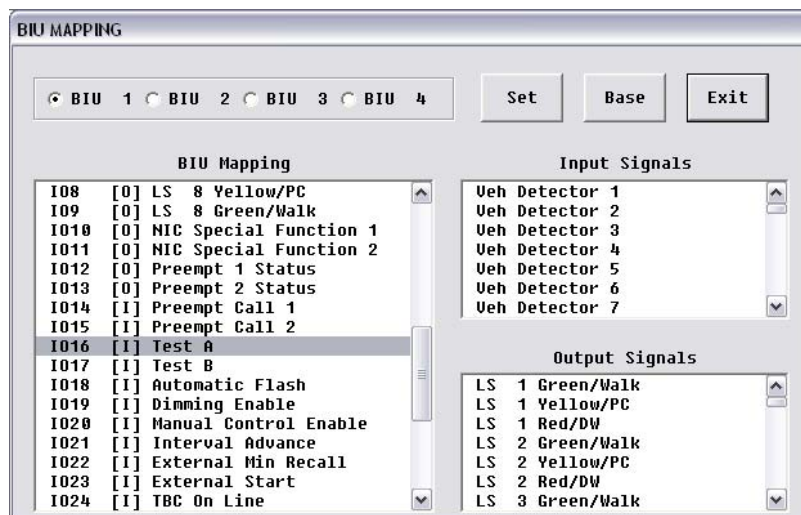 BIU MAPPING
BIU 1 BIU 2 BIU 3 BIU 4 Set Base Exit
BIU Mapping
IO8 [O] LS 8 Yellow/PC
IO9 [O] LS 8 Green/Walk
IO10 [O] NIC Special Function 1
IO11 [O] NIC Special Function 2
IO12 [O] Preempt 1 Status
IO13 [O] Preempt 2 Status
IO14 [I] Preempt Call 1
IO15 [I] Preempt Call 2
IO16 [I] Test A
IO17 [I] Test B
IO18 [I] Automatic Flash
IO19 [I] Dimming Enable
IO20 [I] Manual Control Enable
IO21 [I] Interval Advance
IO22 [I] External Min Recall
IO23 [I] External Start
IO24 [I] TBC On Line
Input Signals
Veh Detector 1
Veh Detector 2
Veh Detector 3
Veh Detector 4
Veh Detector 5
Veh Detector 6
Veh Detector 7
Output Signals
LS 1 Green/Walk
LS 1 Yellow/PC
LS 1 Red/DW
LS 2 Green/Walk
LS 2 Yellow/PC
LS 2 Red/DW
LS 3 Green/Walk